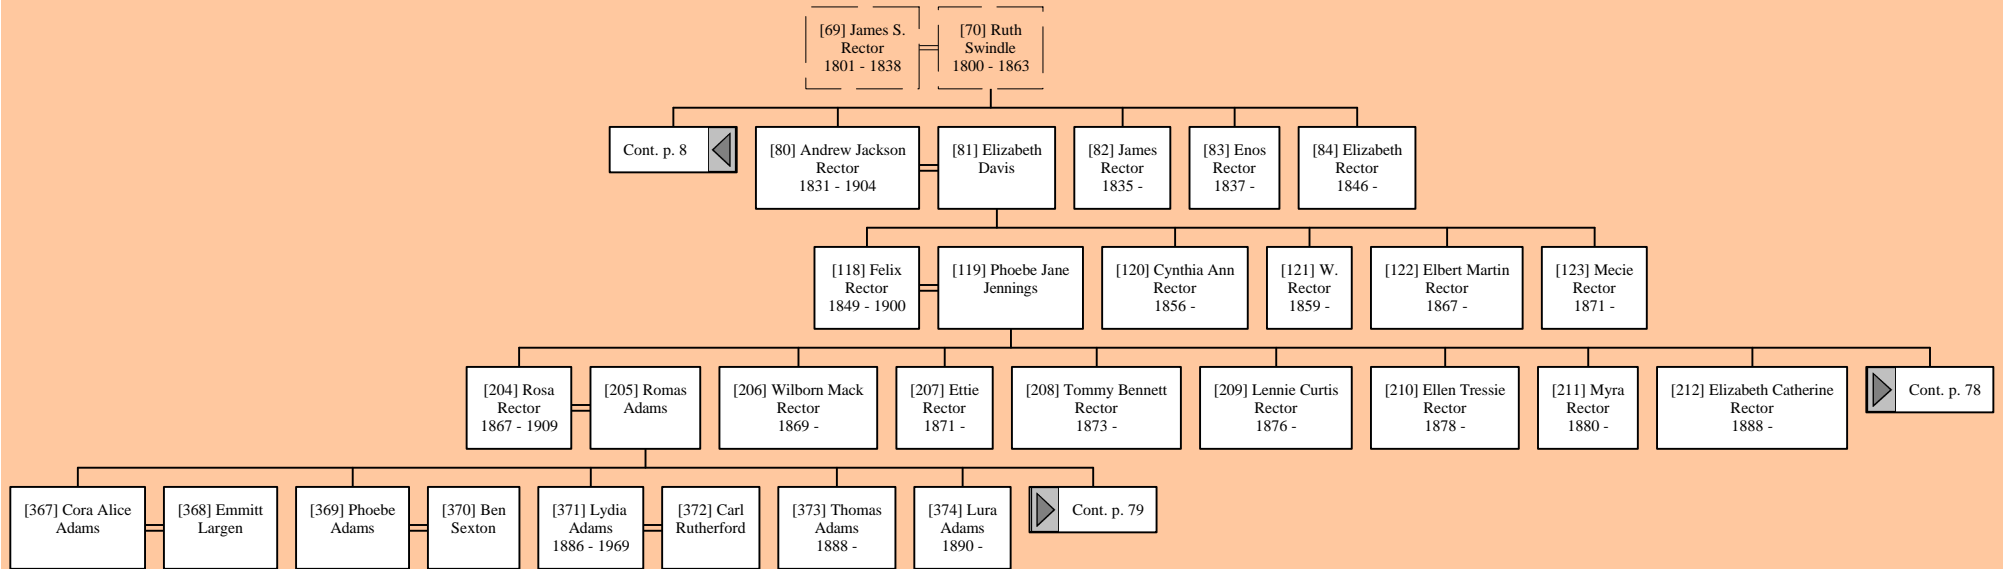 [69] James S.
Rector
1801 - 1838
[70] Ruth
Swindle
1800 - 1863
Cont. p. 8
[80] Andrew Jackson
Rector
1831 - 1904
[81] Elizabeth
Davis
[82] James
Rector
1835 -
[83] Enos
Rector
1837 -
[84] Elizabeth
Rector
1846 -
[118] Felix
Rector
1849 - 1900
[119] Phoebe Jane
Jennings
[120] Cynthia Ann
Rector
1856 -
[121] W.
Rector
1859 -
[122] Elbert Martin
Rector
1867 -
[123] Mecie
Rector
1871 -
[204] Rosa
Rector
1867 - 1909
[205] Romas
Adams
[206] Wilborn Mack
Rector
1869 -
[207] Ettie
Rector
1871 -
[208] Tommy Bennett
Rector
1873 -
[209] Lennie Curtis
Rector
1876 -
[210] Ellen Tressie
Rector
1878 -
[211] Myra
Rector
1880 -
[212] Elizabeth Catherine
Rector
1888 -
Cont. p. 78
[367] Cora Alice
Adams
[368] Emmitt
Largen
[369] Phoebe
Adams
[370] Ben
Sexton
[371] Lydia
Adams
1886 - 1969
[372] Carl
Rutherford
[373] Thomas
Adams
1888 -
[374] Lura
Adams
1890 -
Cont. p. 79